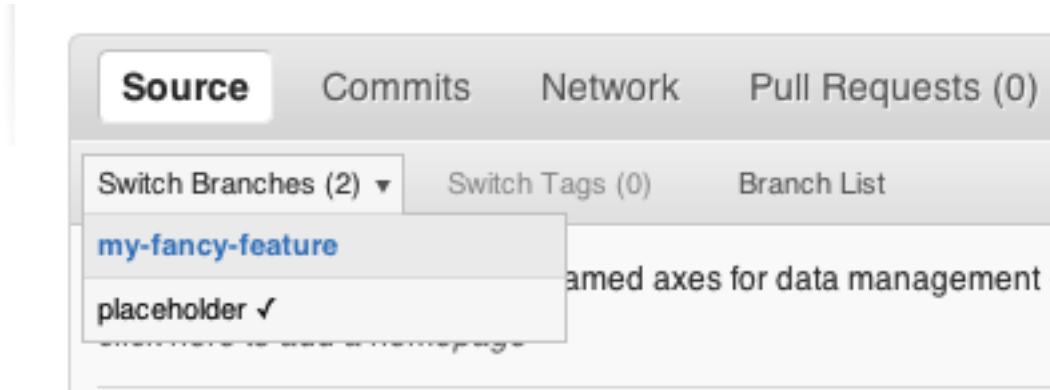 Source Commits Network Pull Requests (0)
Switch Branches (2) ▼ Switch Tags (0) Branch List
my-fancy-feature
amed axes for data management
placeholder ✓